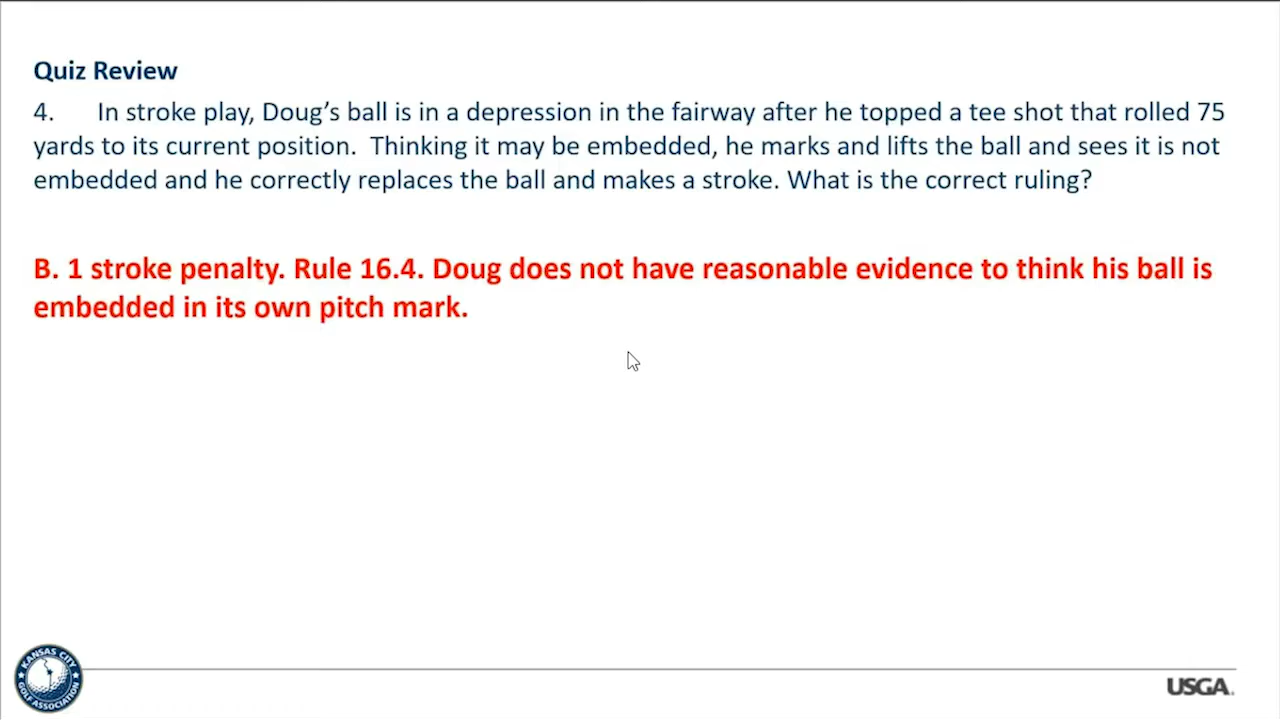 Quiz Review
4. In stroke play, Doug’s ball is in a depression in the fairway after he topped a tee shot that rolled 75
yards to its current position.  Thinking it may be embedded, he marks and lifts the ball and sees it is not
embedded and he correctly replaces the ball and makes a stroke. What is the correct ruling?
B. 1 stroke penalty. Rule 16.4. Doug does not have reasonable evidence to think his ball is
embedded in its own pitch mark.
KANSAS CITY
GOLF ASSOCIATION
USGA.